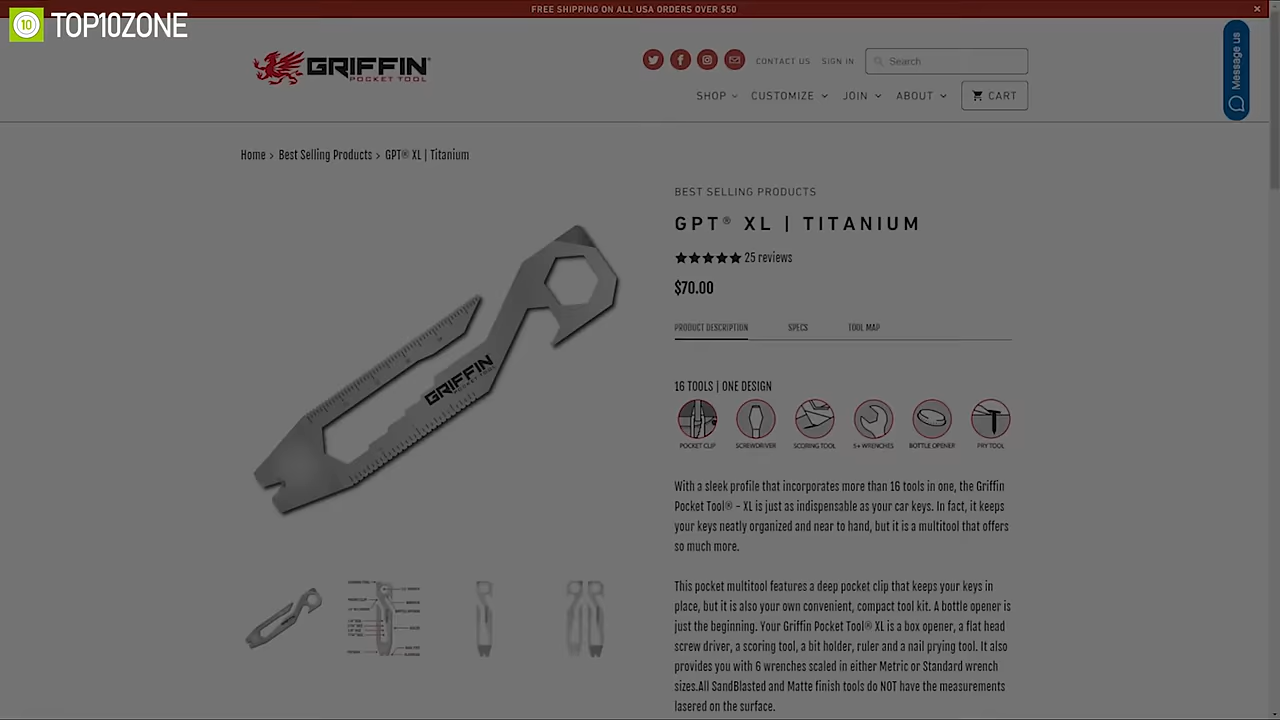 FREE SHIPPING ON ALL USA ORDERS OVER $50
10 TOP10ZONE
GRIFFIN
POCKET TOOL
CONTACT US
SIGN IN
Search
Message us
SHOP
CUSTOMIZE
JOIN
ABOUT
CART
Home › Best Selling Products › GPT® XL | Titanium
BEST SELLING PRODUCTS
GPT® XL | TITANIUM
★★★★★ 25 reviews
$70.00
PRODUCT DESCRIPTION
SPECS
TOOL MAP
GRIFFIN
POCKET TOOL
16 TOOLS | ONE DESIGN
POCKET CLIP
SCREWDRIVER
SCORING TOOL
5+ WRENCHES
BOTTLE OPENER
PRY TOOL
With a sleek profile that incorporates more than 16 tools in one, the Griffin
Pocket Tool® - XL is just as indispensable as your car keys. In fact, it keeps
your keys neatly organized and near to hand, but it is a multitool that offers
so much more.
This pocket multitool features a deep pocket clip that keeps your keys in
place, but it is also your own convenient, compact tool kit. A bottle opener is
just the beginning. Your Griffin Pocket Tool® XL is a box opener, a flat head
screw driver, a scoring tool, a bit holder, ruler and a nail prying tool. It also
provides you with 6 wrenches scaled in either Metric or Standard wrench
sizes.All SandBlasted and Matte finish tools do NOT have the measurements
lasered on the surface.